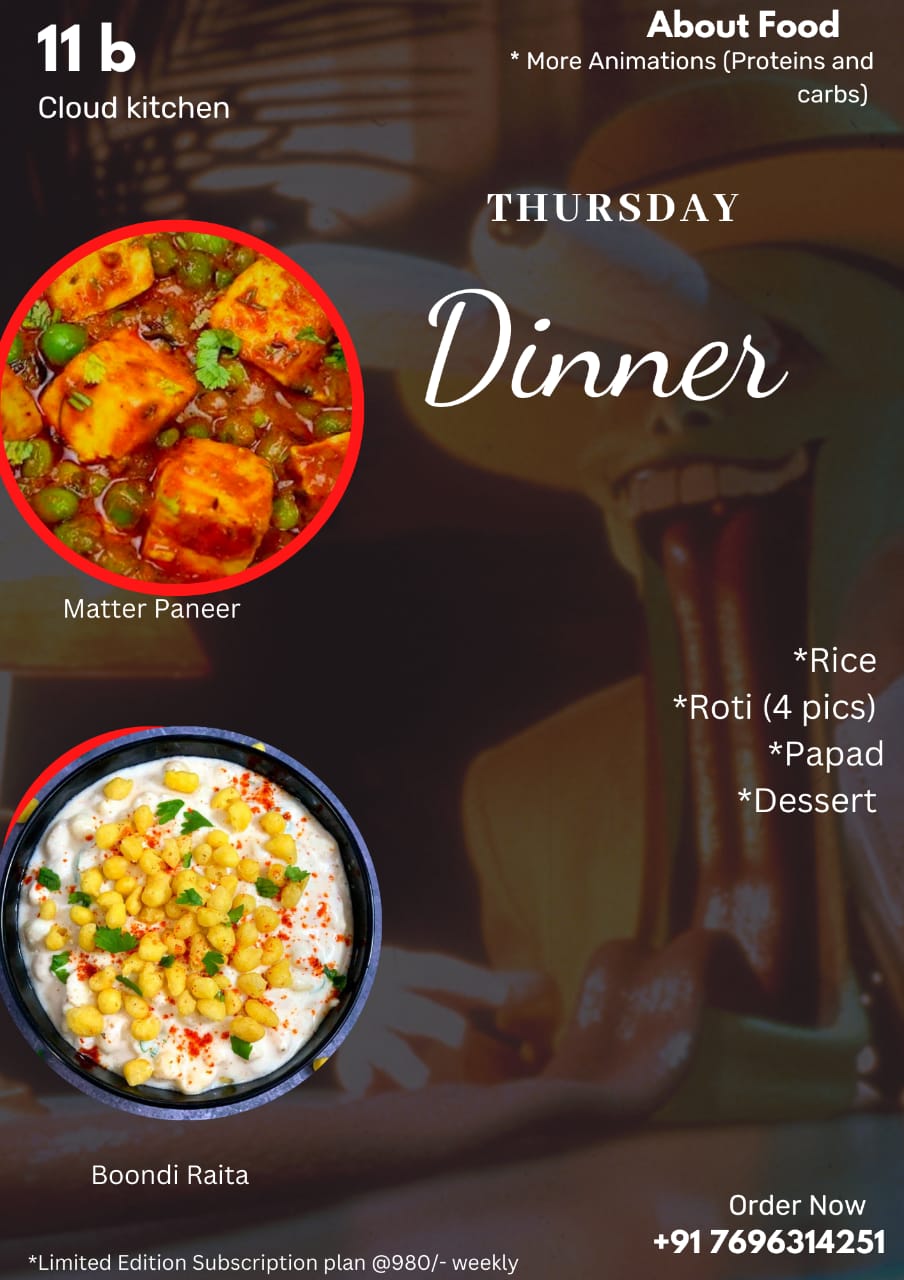 11 b
Cloud kitchen
About Food
* More Animations (Proteins and
carbs)
THURSDAY
Dinner
Matter Paneer
*Rice
*Roti (4 pics)
*Papad
*Dessert
Boondi Raita
Order Now
+91 7696314251
*Limited Edition Subscription plan @980/- weekly